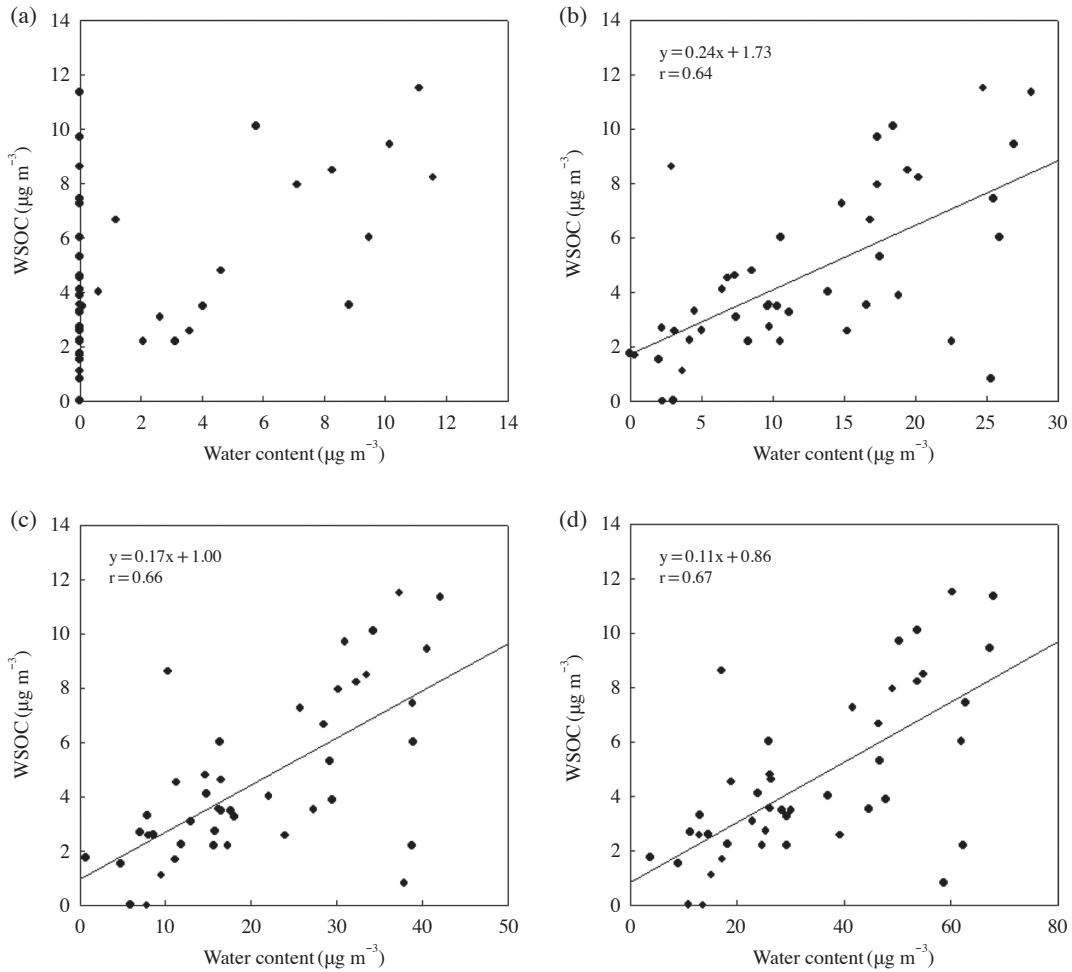 (a)
14
12
10
8
6
4
2
0
WSOC (μg m⁻³)
0 2 4 6 8 10 12 14
Water content (μg m⁻³)
(b)
y=0.24x+1.73
r=0.64
14
12
10
8
6
4
2
0
WSOC (μg m⁻³)
0 5 10 15 20 25 30
Water content (μg m⁻³)
(c)
y=0.17x+1.00
r=0.66
14
12
10
8
6
4
2
0
WSOC (μg m⁻³)
0 10 20 30 40 50
Water content (μg m⁻³)
(d)
y=0.11x+0.86
r=0.67
14
12
10
8
6
4
2
0
WSOC (μg m⁻³)
0 20 40 60 80
Water content (μg m⁻³)